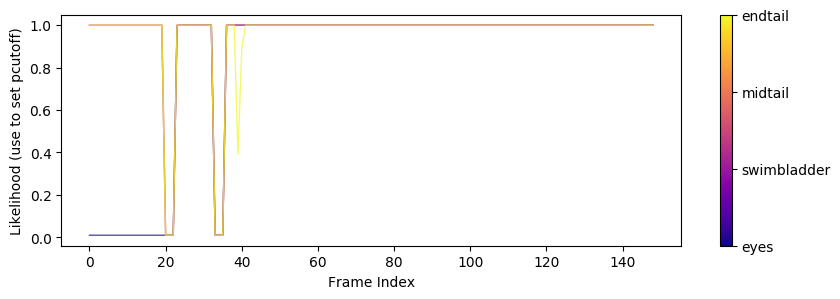 Likelihood (use to set pcutoff)
1.0
0.8
0.6
0.4
0.2
0.0
0
20
40
60
80
100
120
140
Frame Index
endtail
midtail
swimbladder
eyes